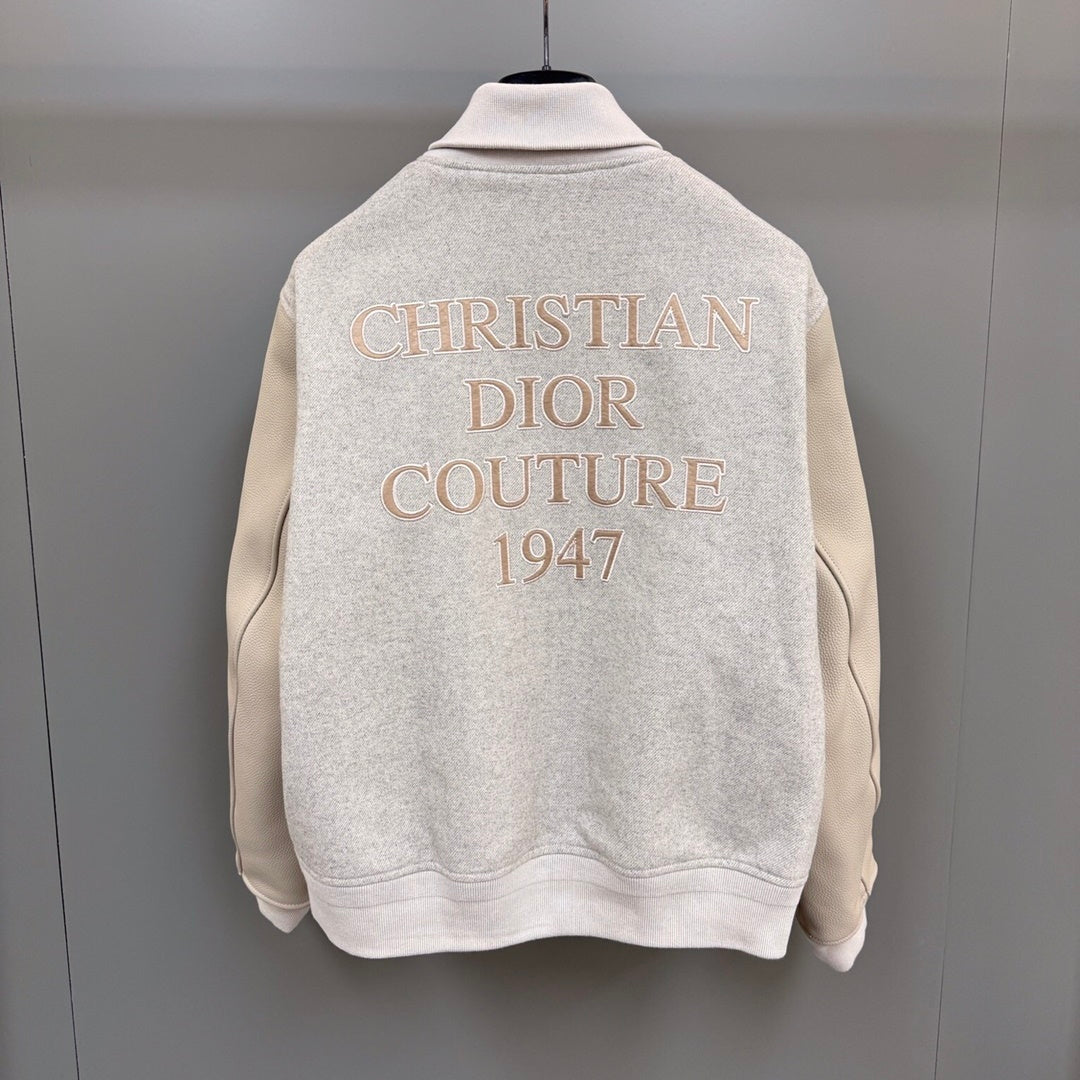 CHRISTIAN
DIOR
COUTURE
1947